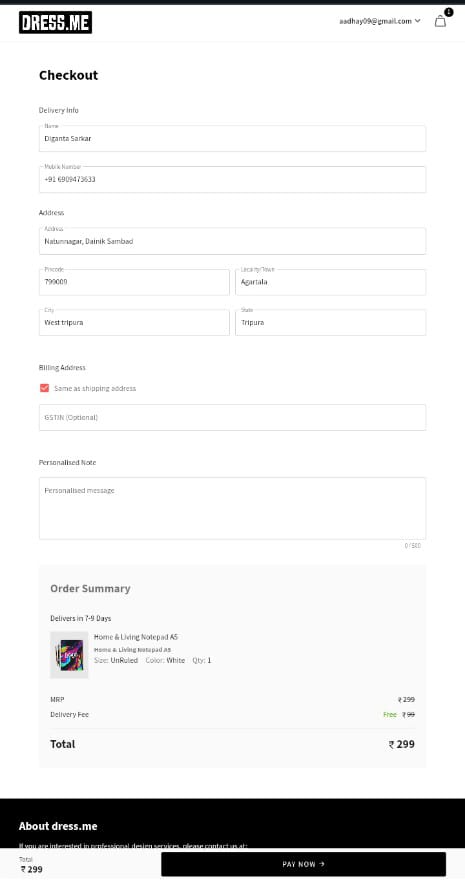 DRESS.ME
aadhay09@gmail.com
1
Checkout
Delivery Info
Name
Diganta Sarkar
Mobile Number
+91 6909473633
Address
Address
Natunnagar, Dainik Sambad
Pincode
799009
Locality/Town
Agartala
City
West tripura
State
Tripura
Billing Address
Same as shipping address
GSTIN (Optional)
Personalised Note
Personalised message
0 / 500
Order Summary
Delivers in 7-9 Days
Home & Living Notepad A5
Home & Living Notepad A5
Size: UnRuled Color: White Qty: 1
MRP ₹ 299
Delivery Fee Free ₹ 99
Total ₹ 299
About dress.me
If you are interested in professional design services, please contact us at:
Total
₹ 299
PAY NOW →